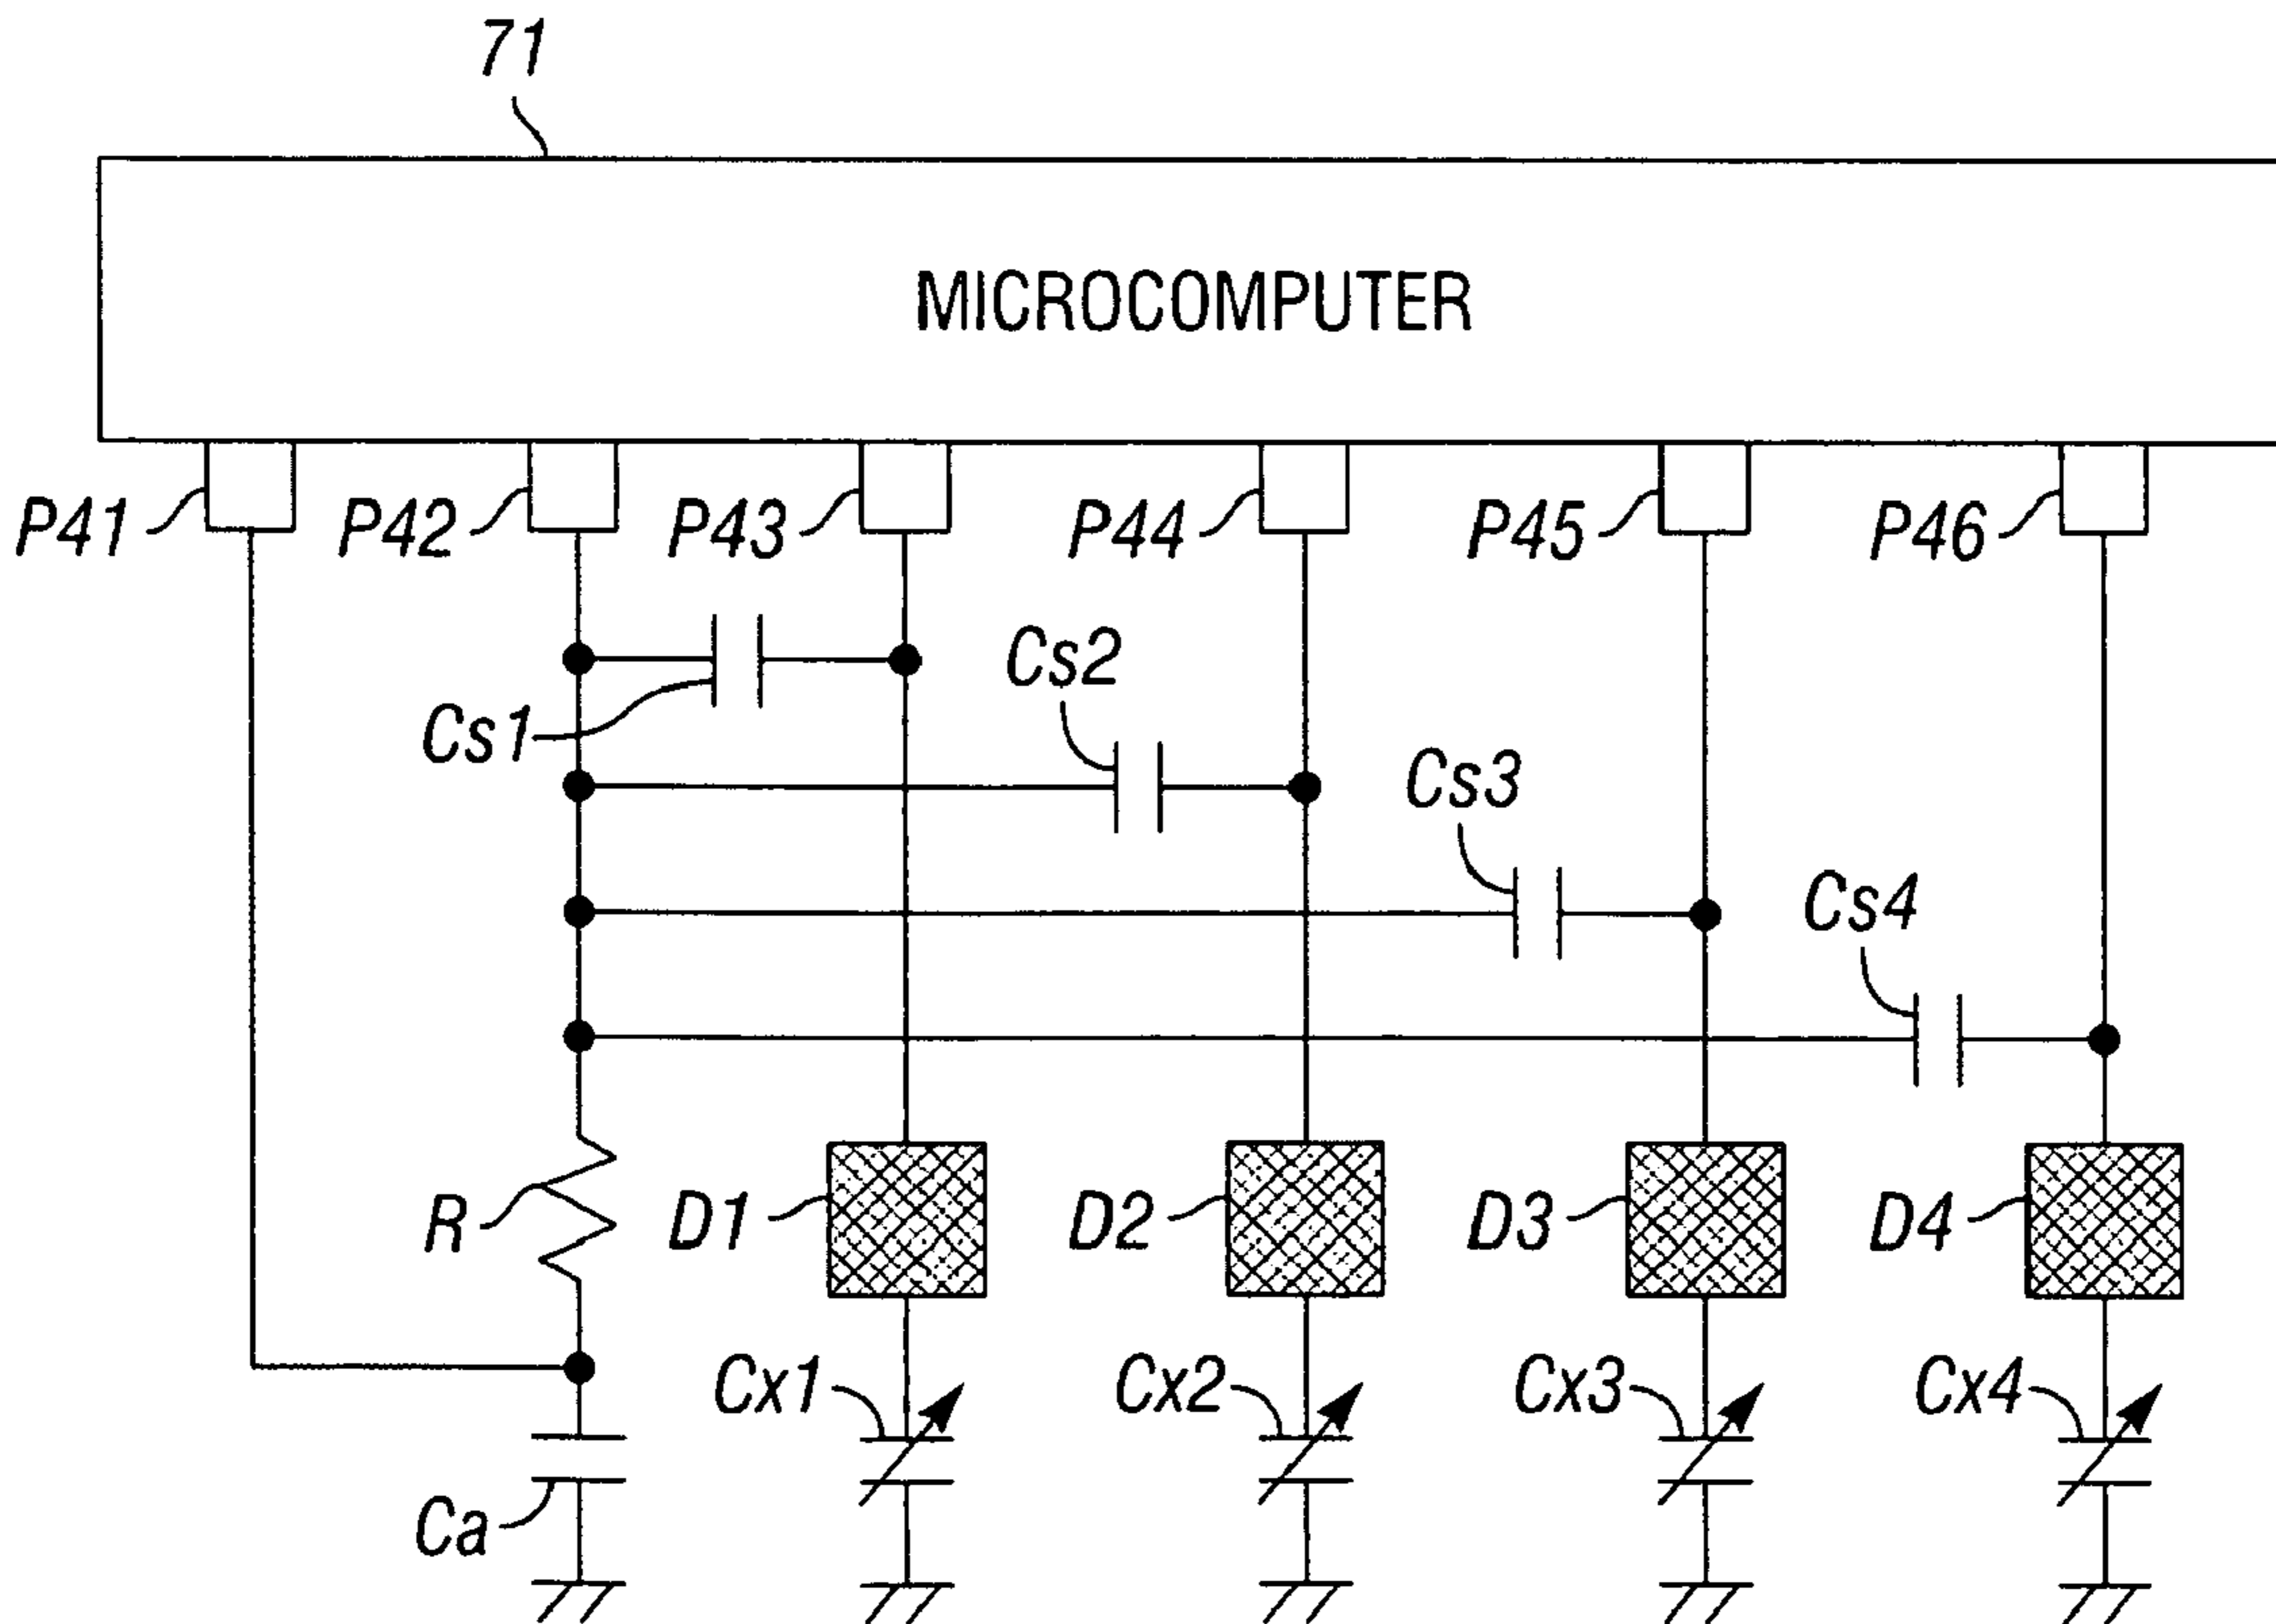 71
MICROCOMPUTER
P41
P42
P43
P44
P45
P46
Cs1
Cs2
Cs3
Cs4
R
D1
D2
D3
D4
Cx1
Cx2
Cx3
Cx4
Ca